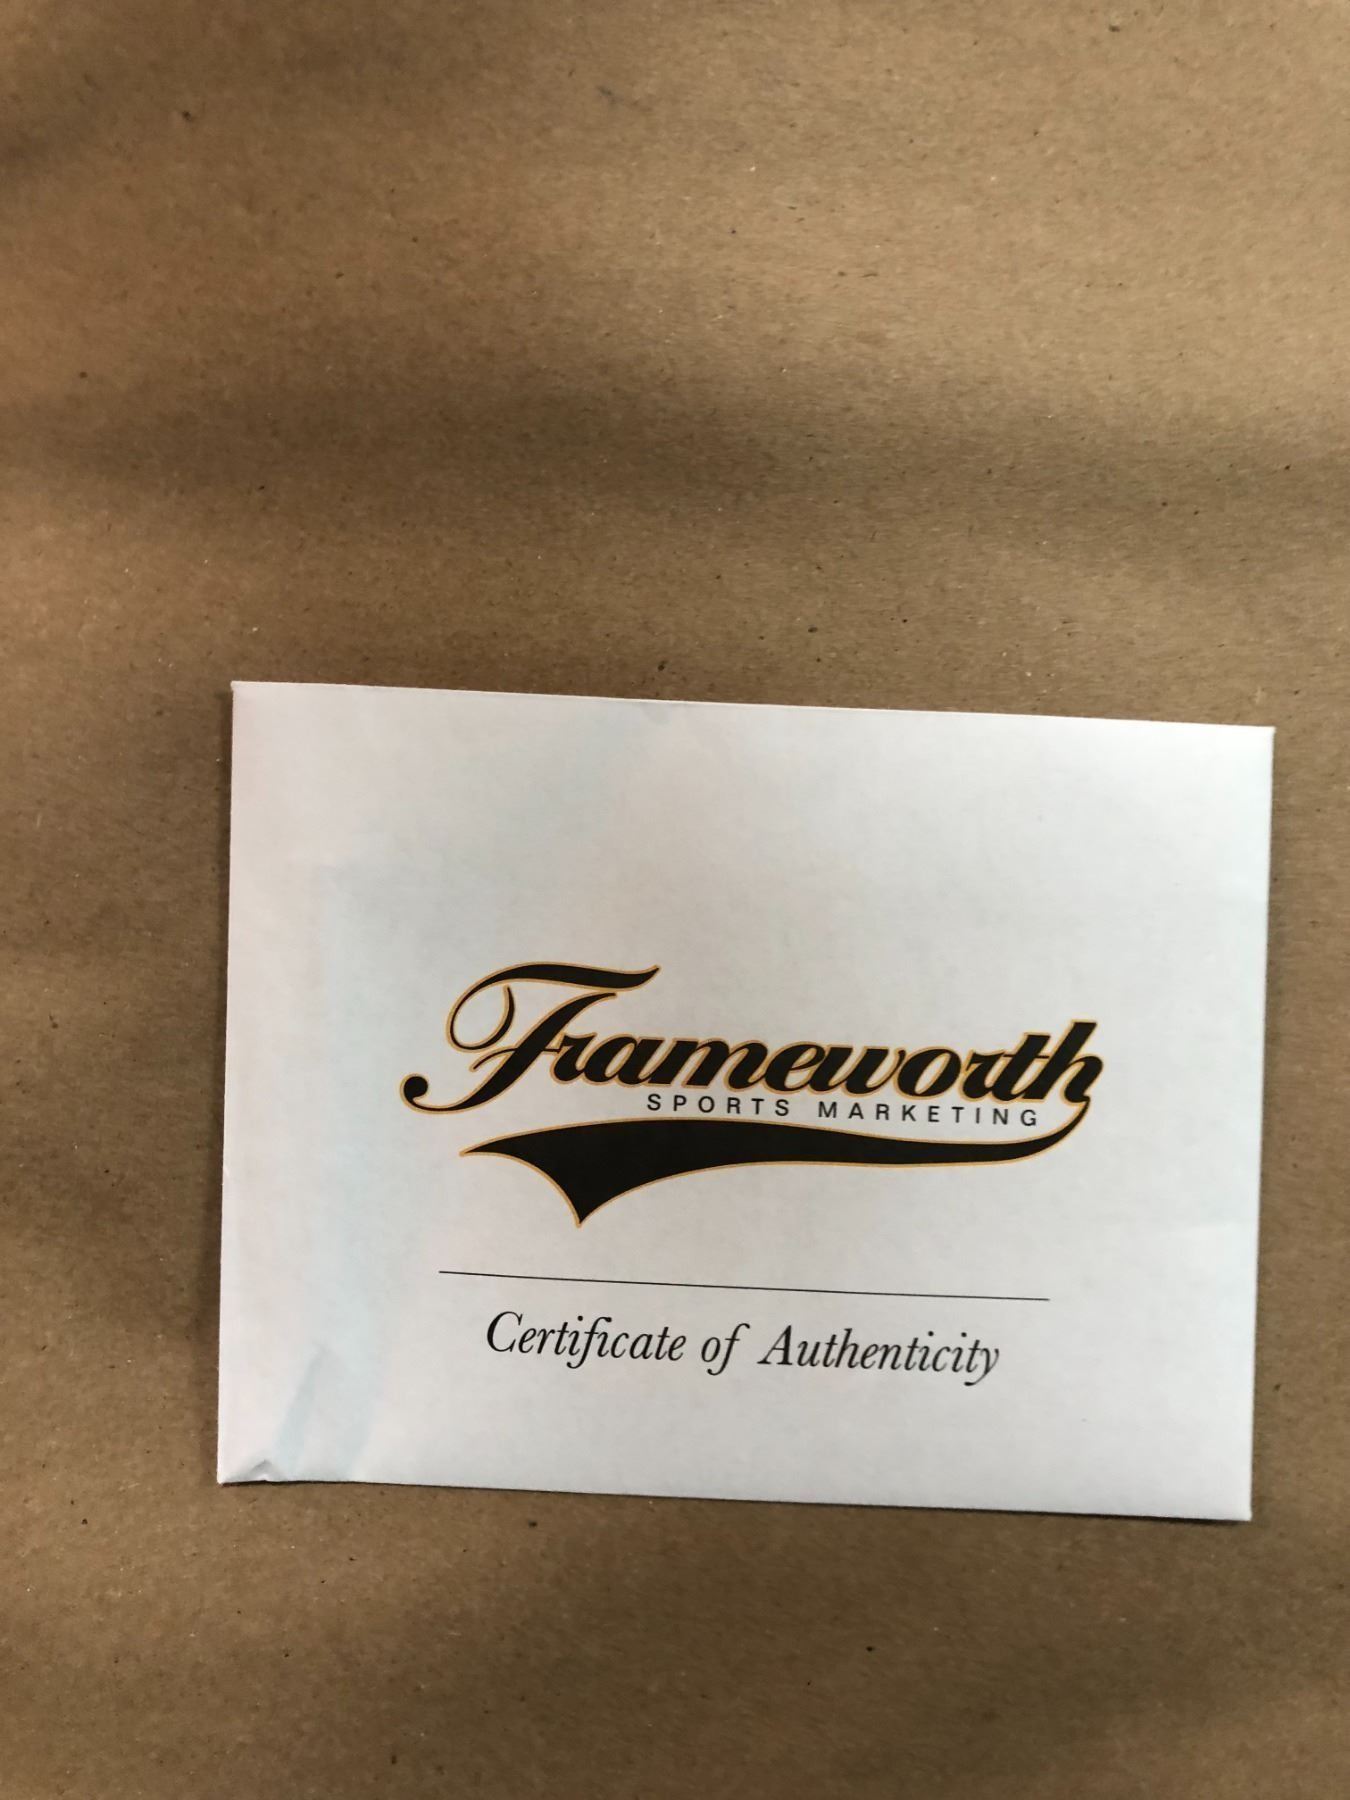 Frameworth
SPORTS MARKETING
Certificate of Authenticity